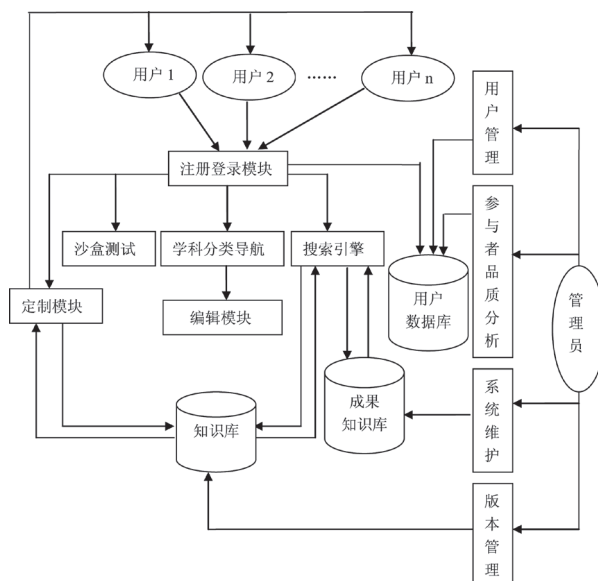 用户 1
用户 2
……
用户 n
用户管理
注册登录模块
参与者品质分析
沙盒测试
学科分类导航
搜索引擎
用户
数据库
管理员
定制模块
编辑模块
成果
知识库
系统维护
知识库
版本管理